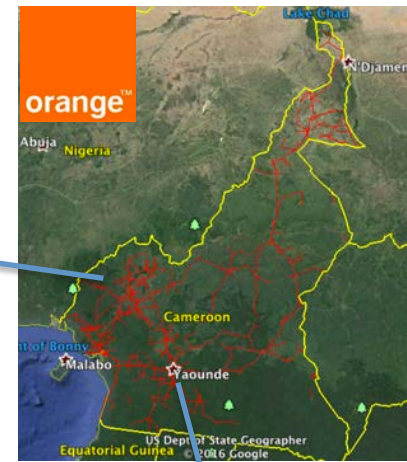 Lake Chad
N'Djamen
orange™
Abuja
Nigeria
Cameroon
nt of Bonny
Malabo
Yaounde
US Dept of State Geographer
Equatorial Guinea
© 2016 Google